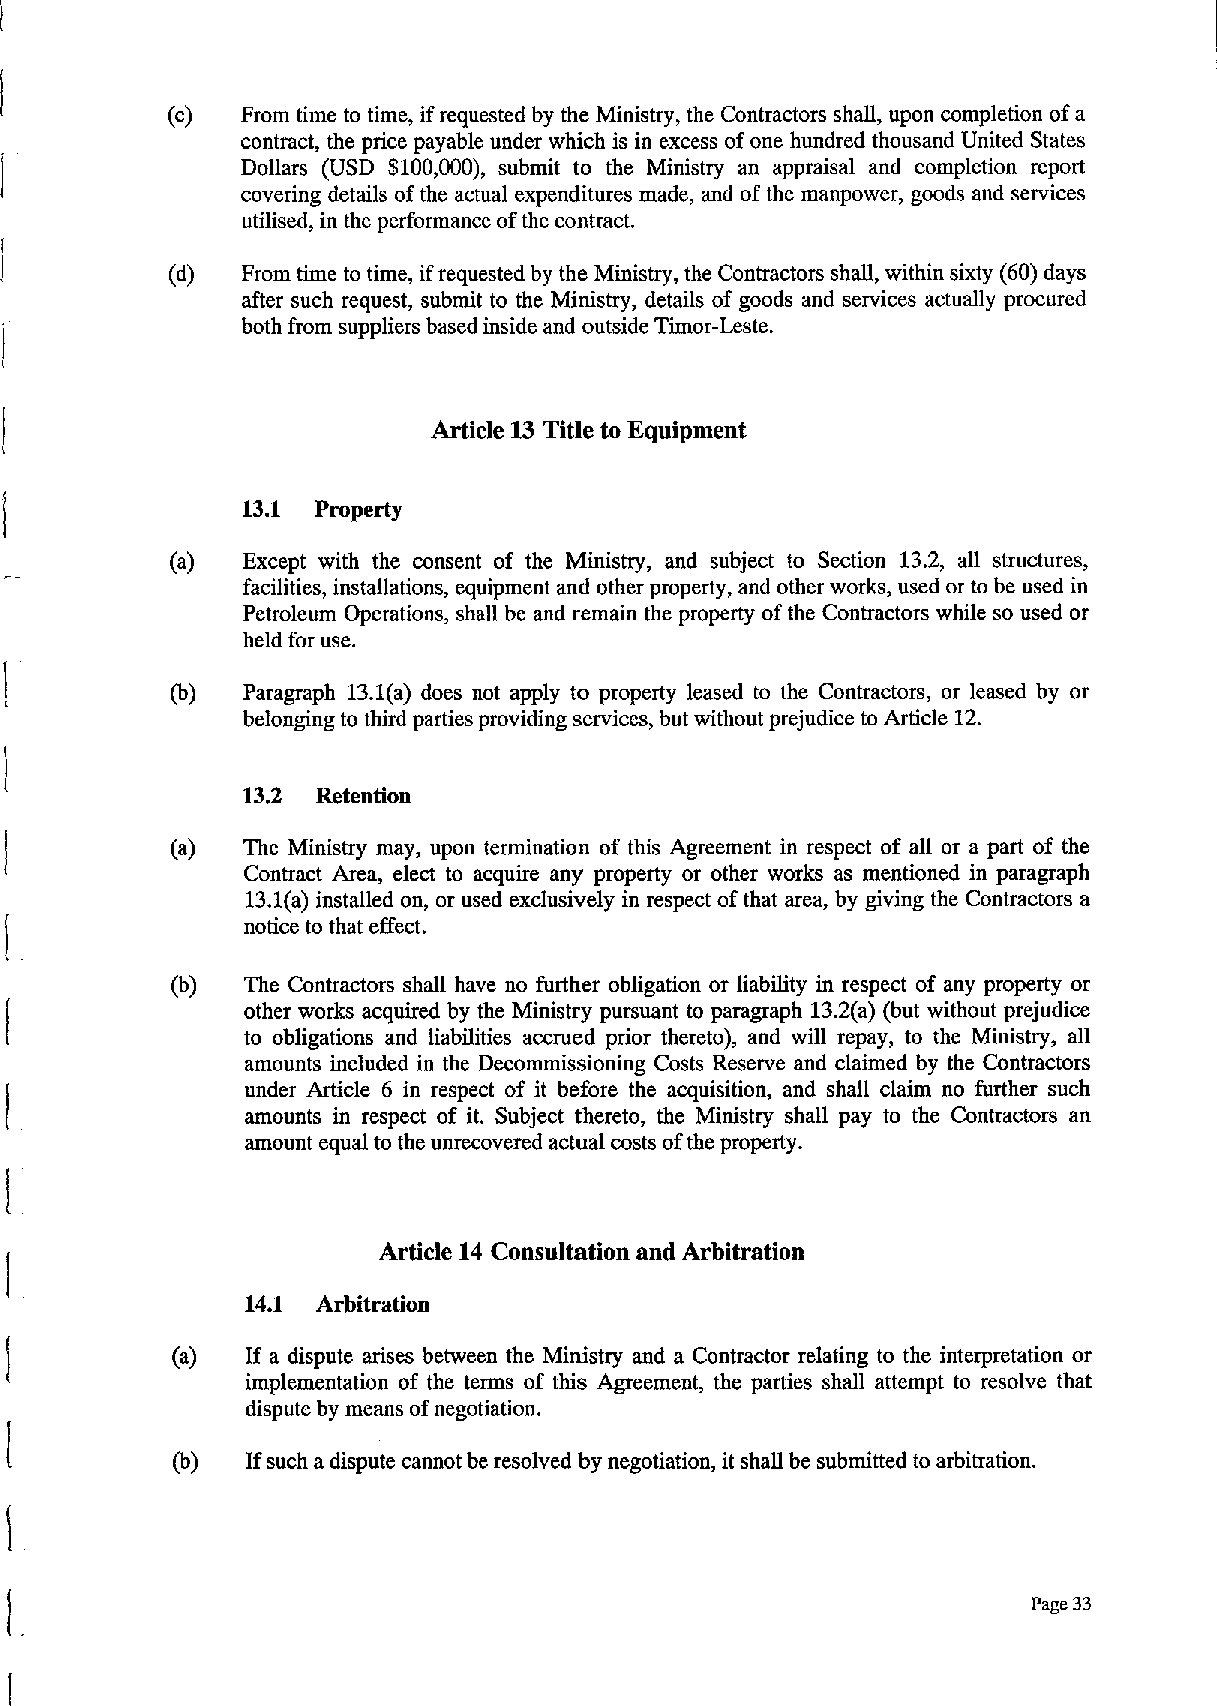 (c) From time to time, if requested by the Ministry, the Contractors shall, upon completion of a
contract, the price payable under which is in excess of one hundred thousand United States
Dollars (USD $100,000), submit to the Ministry an appraisal and completion report
covering details of the actual expenditures made, and of the manpower, goods and services
utilised, in the performance of the contract.
(d) From time to time, if requested by the Ministry, the Contractors shall, within sixty (60) days
after such request, submit to the Ministry, details of goods and services actually procured
both from suppliers based inside and outside Timor-Leste.
Article 13 Title to Equipment
13.1 Property
(a) Except with the consent of the Ministry, and subject to Section 13.2, all structures,
facilities, installations, equipment and other property, and other works, used or to be used in
Petroleum Operations, shall be and remain the property of the Contractors while so used or
held for use.
(b) Paragraph 13.1(a) does not apply to property leased to the Contractors, or leased by or
belonging to third parties providing services, but without prejudice to Article 12.
13.2 Retention
(a) The Ministry may, upon termination of this Agreement in respect of all or a part of the
Contract Area, elect to acquire any property or other works as mentioned in paragraph
13.1(a) installed on, or used exclusively in respect of that area, by giving the Contractors a
notice to that effect.
(b) The Contractors shall have no further obligation or liability in respect of any property or
other works acquired by the Ministry pursuant to paragraph 13.2(a) (but without prejudice
to obligations and liabilities accrued prior thereto), and will repay, to the Ministry, all
amounts included in the Decommissioning Costs Reserve and claimed by the Contractors
under Article 6 in respect of it before the acquisition, and shall claim no further such
amounts in respect of it. Subject thereto, the Ministry shall pay to the Contractors an
amount equal to the unrecovered actual costs of the property.
Article 14 Consultation and Arbitration
14.1 Arbitration
(a) If a dispute arises between the Ministry and a Contractor relating to the interpretation or
implementation of the terms of this Agreement, the parties shall attempt to resolve that
dispute by means of negotiation.
(b) If such a dispute cannot be resolved by negotiation, it shall be submitted to arbitration.
Page 33